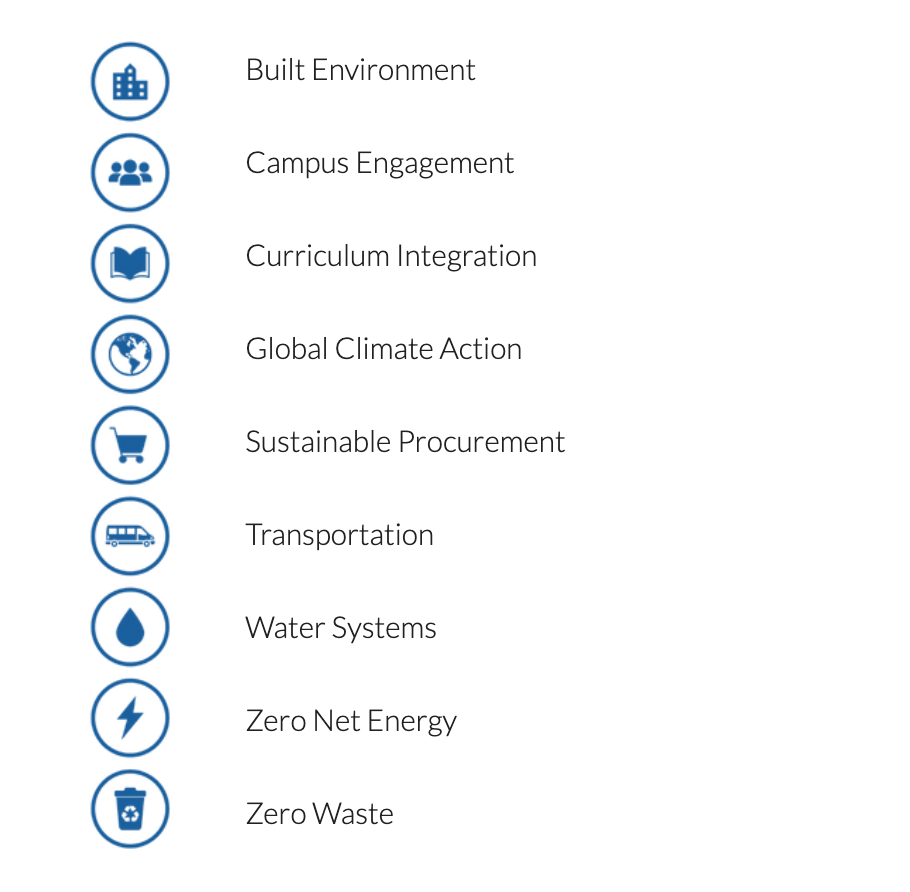 Built Environment
Campus Engagement
Curriculum Integration
Global Climate Action
Sustainable Procurement
Transportation
Water Systems
Zero Net Energy
Zero Waste